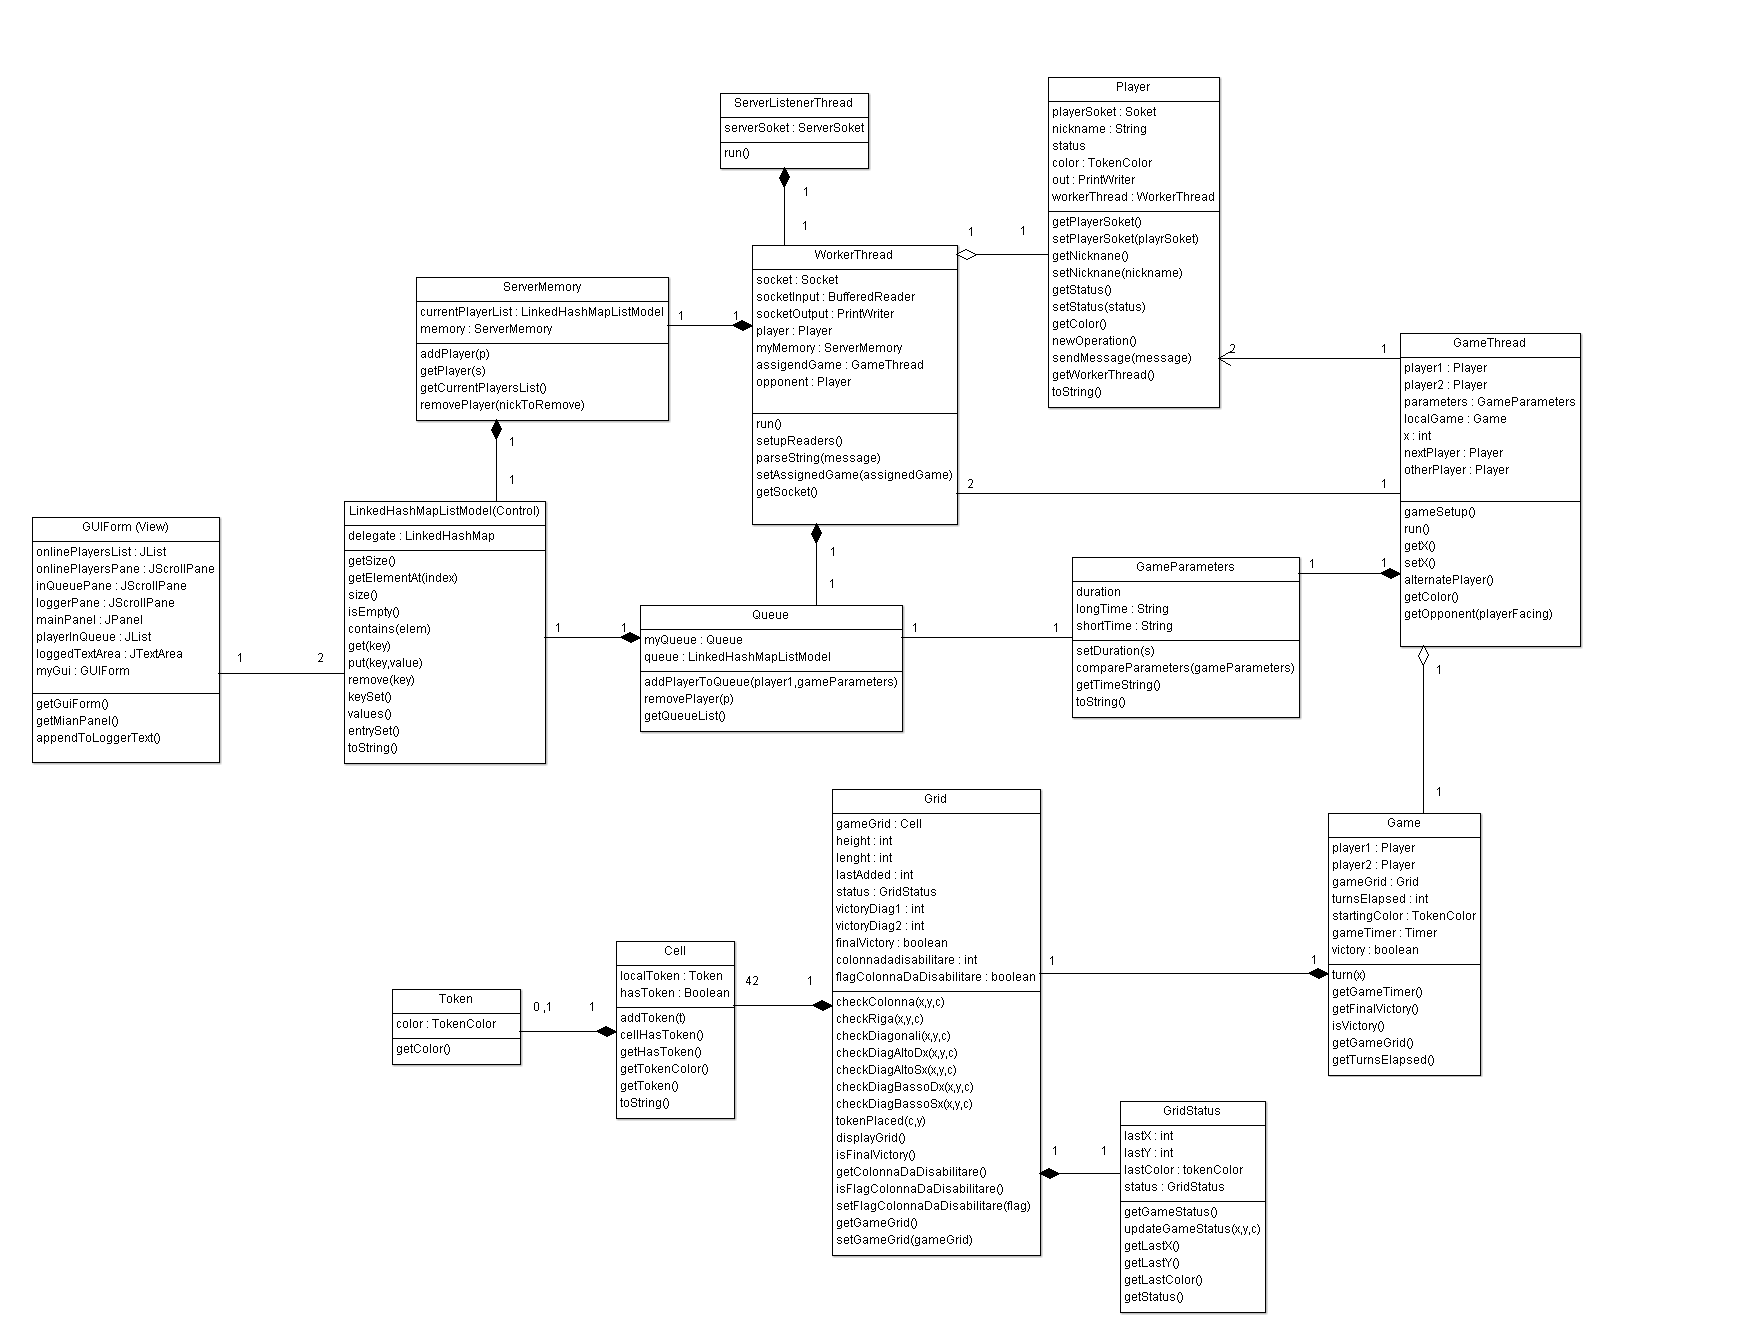 ServerListenerThread
serverSoket : ServerSoket
run()
1
1
Player
playerSoket : Soket
nickname : String
status
color : TokenColor
out : PrintWriter
workerThread : WorkerThread
getPlayerSoket()
setPlayerSoket(playrSoket)
getNicknane()
setNicknane(nickname)
getStatus()
setStatus(status)
getColor()
newOperation()
sendMessage(message)
getWorkerThread()
toString()
1
1
WorkerThread
socket : Socket
socketInput : BufferedReader
socketOutput : PrintWriter
player : Player
myMemory : ServerMemory
assigendGame : GameThread
opponent : Player
run()
setupReaders()
parseString(message)
setAssignedGame(assignedGame)
getSocket()
ServerMemory
currentPlayerList : LinkedHashMapListModel
memory : ServerMemory
addPlayer(p)
getPlayer(s)
getCurrentPlayersList()
removePlayer(nickToRemove)
1
1
1
1
2
1
2
1
GameThread
player1 : Player
player2 : Player
parameters : GameParameters
localGame : Game
x : int
nextPlayer : Player
otherPlayer : Player
gameSetup()
run()
getX()
setX()
alternatePlayer()
getColor()
getOpponent(playerFacing)
GUIForm (View)
onlinePlayersList : JList
onlinePlayersPane : JScrollPane
inQueuePane : JScrollPane
loggerPane : JScrollPane
mainPanel : JPanel
playerInQueue : JList
loggedTextArea : JTextArea
myGui : GUIForm
getGuiForm()
getMianPanel()
appendToLoggerText()
1
2
LinkedHashMapListModel(Control)
delegate : LinkedHashMap
getSize()
getElementAt(index)
size()
isEmpty()
contains(elem)
get(key)
put(key,value)
remove(key)
keySet()
values()
entrySet()
toString()
1
1
1
1
Queue
myQueue : Queue
queue : LinkedHashMapListModel
addPlayerToQueue(player1,gameParameters)
removePlayer(p)
getQueueList()
1
1
GameParameters
duration
longTime : String
shortTime : String
setDuration(s)
compareParameters(gameParameters)
getTimeString()
toString()
1
1
1
1
Grid
gameGrid : Cell
height : int
lenght : int
lastAdded : int
status : GridStatus
victoryDiag1 : int
victoryDiag2 : int
finalVictory : boolean
colonnadadisabilitare : int
flagColonnaDaDisabilitare : boolean
checkColonna(x,y,c)
checkRiga(x,y,c)
checkDiagonali(x,y,c)
checkDiagAltoDx(x,y,c)
checkDiagAltoSx(x,y,c)
checkDiagBassoDx(x,y,c)
checkDiagBassoSx(x,y,c)
tokenPlaced(c,y)
displayGrid()
isFinalVictory()
getColonnaDaDisabilitare()
isFlagColonnaDaDisabilitare()
setFlagColonnaDaDisabilitare(flag)
getGameGrid()
setGameGrid(gameGrid)
1
1
Game
player1 : Player
player2 : Player
gameGrid : Grid
turnsElapsed : int
startingColor : TokenColor
gameTimer : Timer
victory : boolean
turn(x)
getGameTimer()
getFinalVictory()
isVictory()
getGameGrid()
getTurnsElapsed()
Token
color : TokenColor
getColor()
0 ,1
1
Cell
localToken : Token
hasToken : Boolean
addToken(t)
cellHasToken()
getHasToken()
getTokenColor()
getToken()
toString()
42
1
1
1
GridStatus
lastX : int
lastY : int
lastColor : tokenColor
status : GridStatus
getGameStatus()
updateGameStatus(x,y,c)
getLastX()
getLastY()
getLastColor()
getStatus()